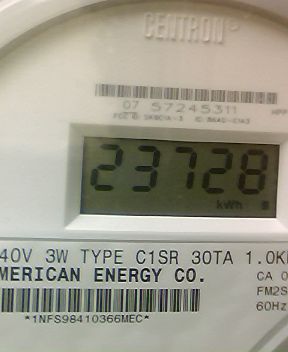 CENTRON
07 57245311
23728
kWh
40V 3W TYPE C1SR 30TA 1.0K
MERICAN ENERGY CO.
CA 0
FM2S
60Hz
*1NFS98410366MEC*